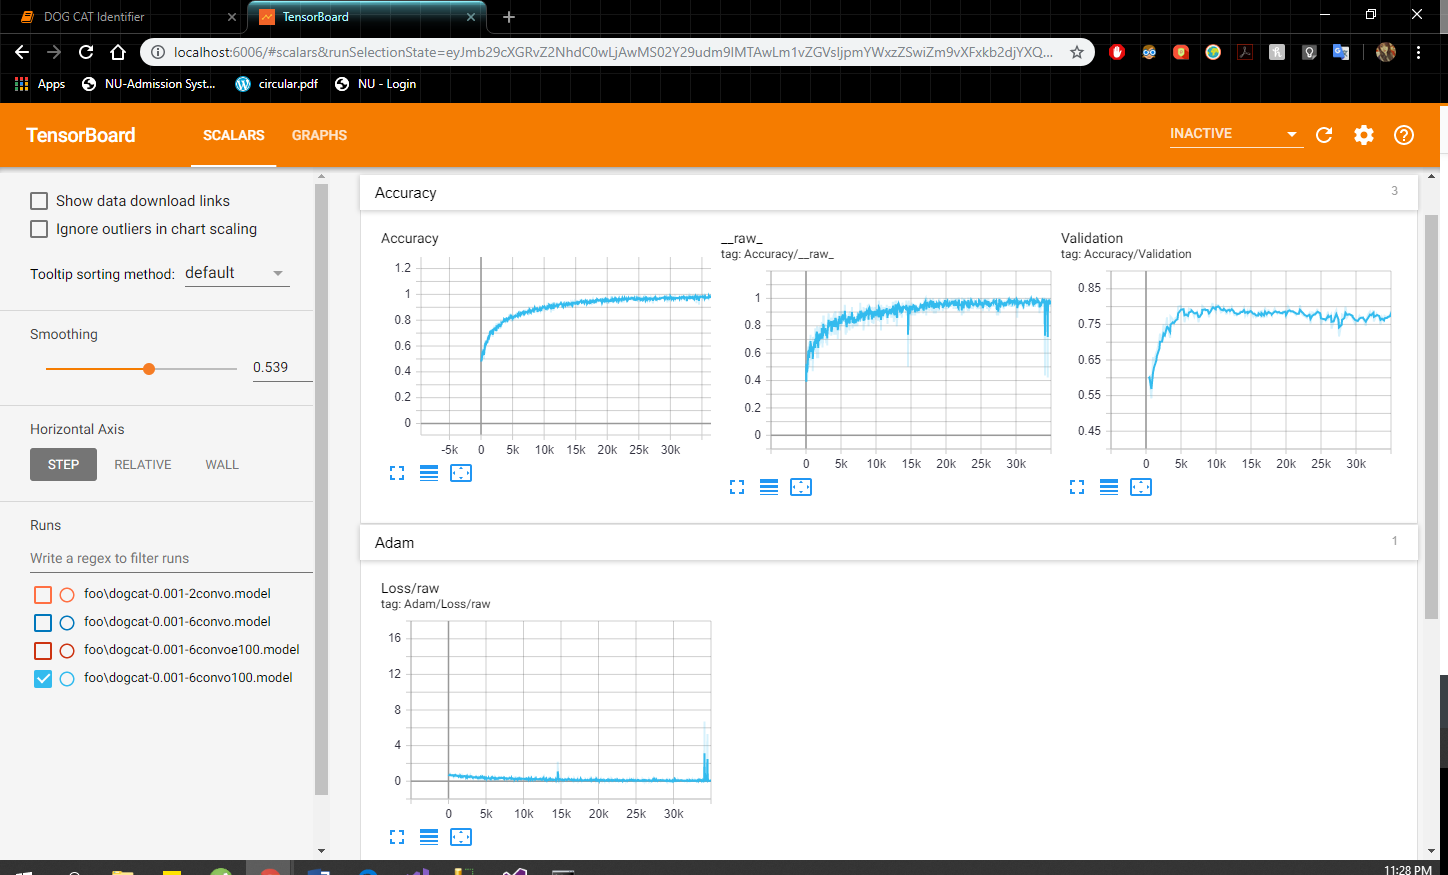 DOG CAT Identifier
TensorBoard
localhost:6006/#scalars&runSelectionState=eyJmb29cXGRvZ2NhdC0wLjAwMS02Y29udm9lMTAwLm1vZGVsIjpmYWxzZSwiZm9vXFxkb2djYXQ...
Apps
NU-Admission Syst...
circular.pdf
NU - Login
TensorBoard
SCALARS
GRAPHS
INACTIVE
Show data download links
Ignore outliers in chart scaling
Tooltip sorting method: default
Smoothing
0.539
Horizontal Axis
STEP RELATIVE WALL
Runs
Write a regex to filter runs
foo\dogcat-0.001-2convo.model
foo\dogcat-0.001-6convo.model
foo\dogcat-0.001-6convoe100.model
foo\dogcat-0.001-6convo100.model
Accuracy
3
Accuracy
1.2
1
0.8
0.6
0.4
0.2
0
-5k 0 5k 10k 15k 20k 25k 30k
__raw_
tag: Accuracy/__raw_
1
0.8
0.6
0.4
0.2
0
0 5k 10k 15k 20k 25k 30k
Validation
tag: Accuracy/Validation
0.85
0.75
0.65
0.55
0.45
0 5k 10k 15k 20k 25k 30k
Adam
1
Loss/raw
tag: Adam/Loss/raw
16
12
8
4
0
0 5k 10k 15k 20k 25k 30k
11:28 PM